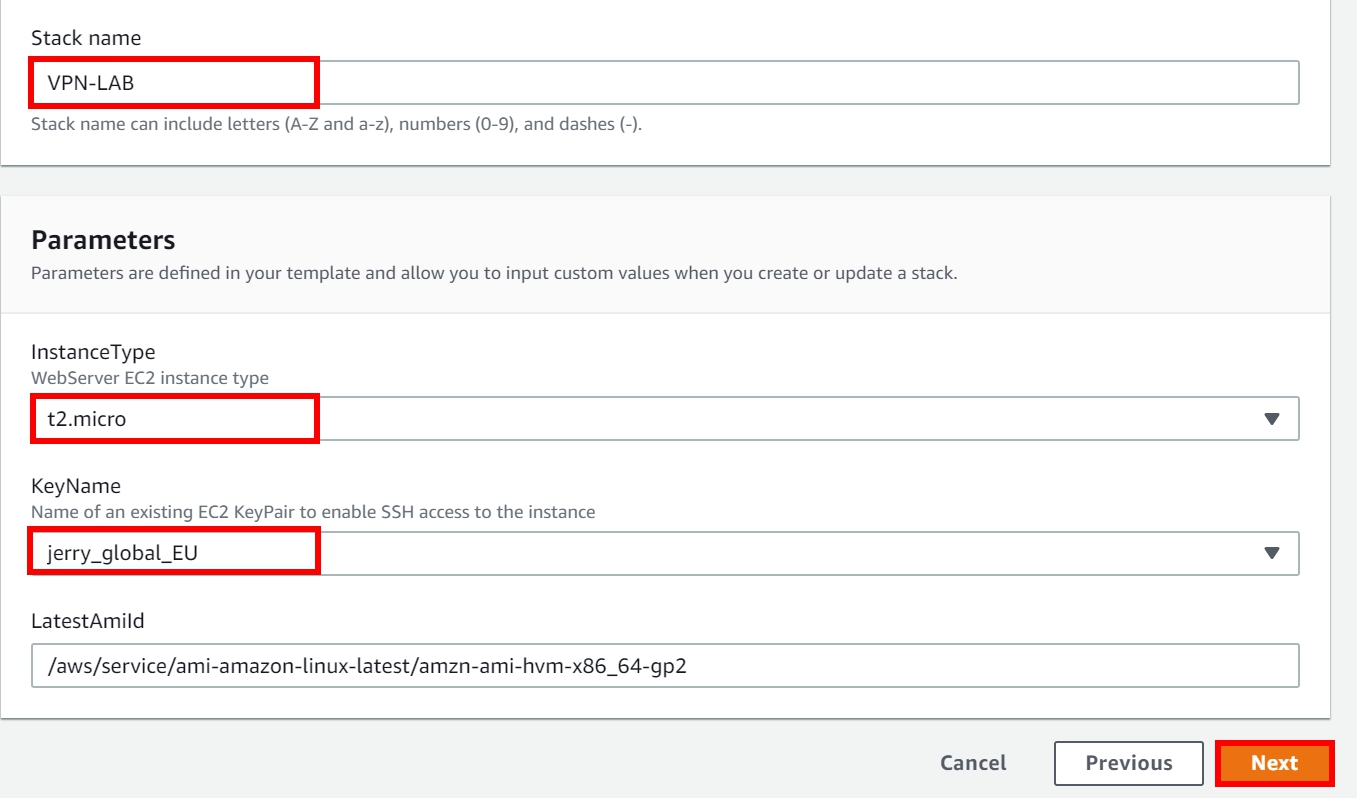 Stack name
VPN-LAB
Stack name can include letters (A-Z and a-z), numbers (0-9), and dashes (-).
Parameters
Parameters are defined in your template and allow you to input custom values when you create or update a stack.
InstanceType
WebServer EC2 instance type
t2.micro
KeyName
Name of an existing EC2 KeyPair to enable SSH access to the instance
jerry_global_EU
LatestAmiId
/aws/service/ami-amazon-linux-latest/amzn-ami-hvm-x86_64-gp2
Cancel Previous Next